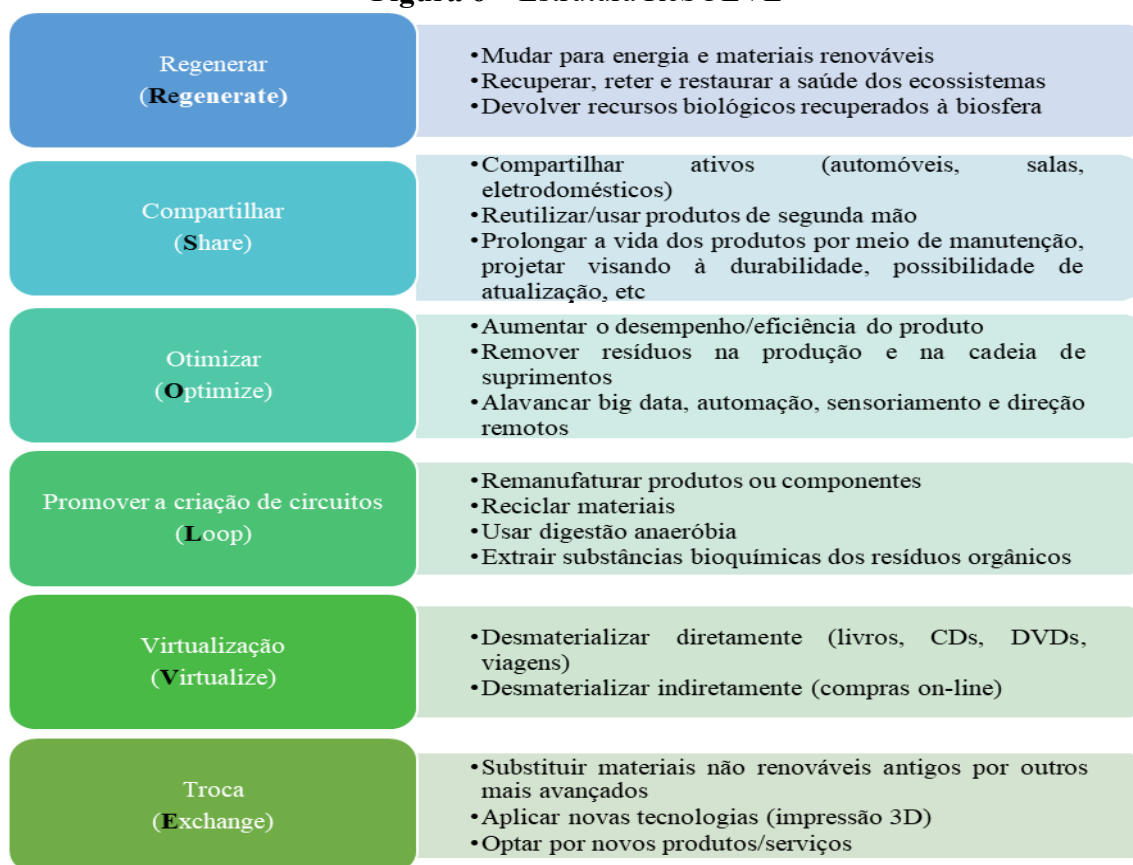 Figura 6 – Estrutura ReSOLVE
Regenerar
(Regenerate)
•Mudar para energia e materiais renováveis
•Recuperar, reter e restaurar a saúde dos ecossistemas
•Devolver recursos biológicos recuperados à biosfera
Compartilhar
(Share)
•Compartilhar ativos (automóveis, salas,
eletrodomésticos)
•Reutilizar/usar produtos de segunda mão
•Prolongar a vida dos produtos por meio de manutenção,
projetar visando à durabilidade, possibilidade de
atualização, etc
Otimizar
(Optimize)
•Aumentar o desempenho/eficiência do produto
•Remover resíduos na produção e na cadeia de
suprimentos
•Alavancar big data, automação, sensoriamento e direção
remotos
Promover a criação de circuitos
(Loop)
•Remanufaturar produtos ou componentes
•Reciclar materiais
•Usar digestão anaeróbia
•Extrair substâncias bioquímicas dos resíduos orgânicos
Virtualização
(Virtualize)
•Desmaterializar diretamente (livros, CDs, DVDs,
viagens)
•Desmaterializar indiretamente (compras on-line)
Troca
(Exchange)
•Substituir materiais não renováveis antigos por outros
mais avançados
•Aplicar novas tecnologias (impressão 3D)
•Optar por novos produtos/serviços